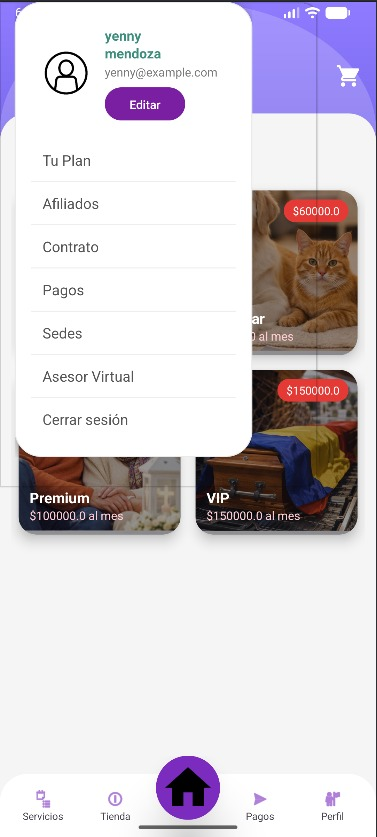 yenny
mendoza
yenny@example.com
Editar
Tu Plan
Afiliados
Contrato
Pagos
Sedes
Asesor Virtual
Cerrar sesión
$60000.0
ar
0 al mes
$150000.0
Premium
$100000.0 al mes
VIP
$150000.0 al mes
Servicios
Tienda
Pagos
Perfil